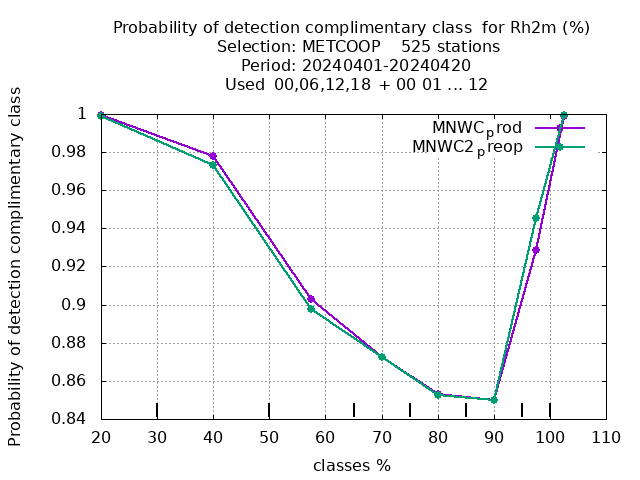 Probability of detection complimentary class  for Rh2m (%)
Selection: METCOOP    525 stations
Period: 20240401-20240420
Used  00,06,12,18  + 00 01 ... 12
Probability of detection complimentary class
1
0.98
0.96
0.94
0.92
0.9
0.88
0.86
0.84
MNWC_prod
MNWC2_preop
20 30 40 50 60 70 80 90 100 110
classes %